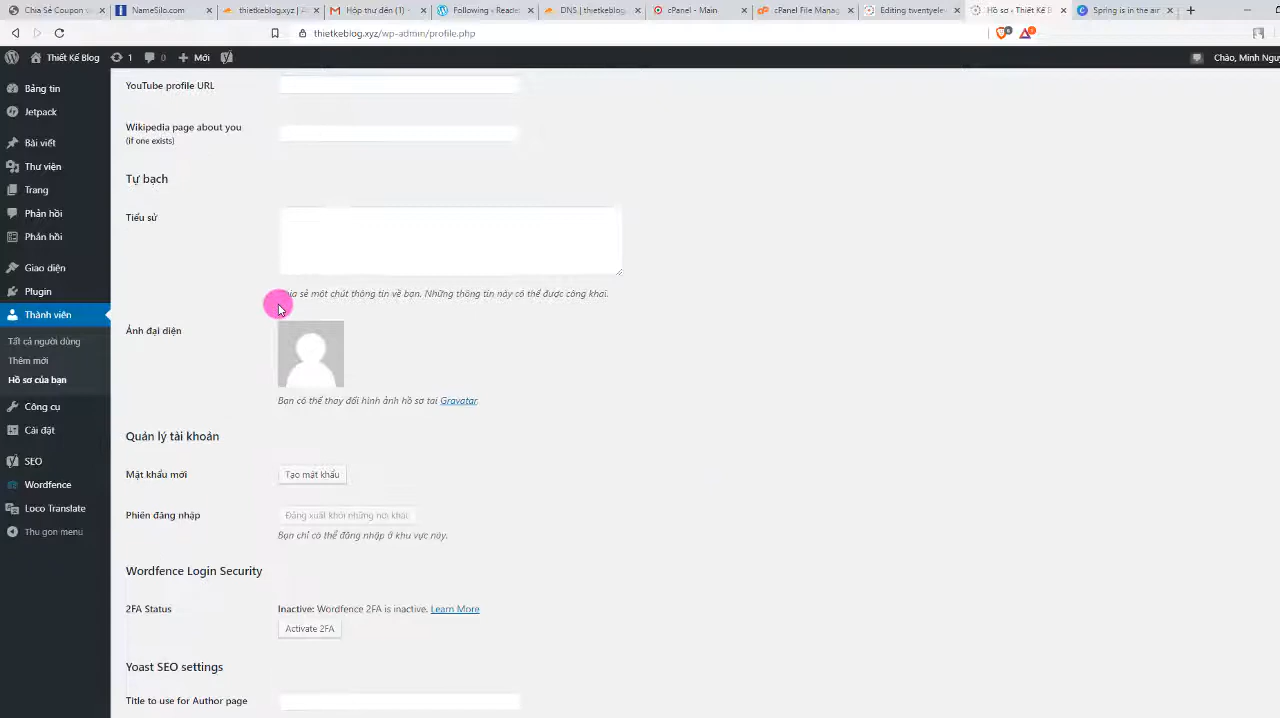 Chia Sẻ Coupon v
NameSilo.com
thietkeblog.xyz
Hộp thư đến (1)
Following ‹ Reade
DNS | thietkeblog.
cPanel - Main
cPanel File Manag
Editing twentyele
Hồ sơ ‹ Thiết Kế B
Spring is in the air
thietkeblog.xyz/wp-admin/profile.php
Thiết Kế Blog
1
0
Mới
Chào, Minh Nguy
Bảng tin
Jetpack
Bài viết
Thư viện
Trang
Phản hồi
Phản hồi
Giao diện
Plugin
Thành viên
Tất cả người dùng
Thêm mới
Hồ sơ của bạn
Công cụ
Cài đặt
SEO
Wordfence
Loco Translate
Thu gọn menu
YouTube profile URL
Wikipedia page about you
(if one exists)
Tự bạch
Tiểu sử
Chia sẻ một chút thông tin về bạn. Những thông tin này có thể được công khai.
Ảnh đại diện
Bạn có thể thay đổi hình ảnh hồ sơ tại Gravatar.
Quản lý tài khoản
Mật khẩu mới
Tạo mật khẩu
Phiên đăng nhập
Đăng xuất khỏi những nơi khác
Bạn chỉ có thể đăng nhập ở khu vực này.
Wordfence Login Security
2FA Status
Inactive: Wordfence 2FA is inactive. Learn More
Activate 2FA
Yoast SEO settings
Title to use for Author page